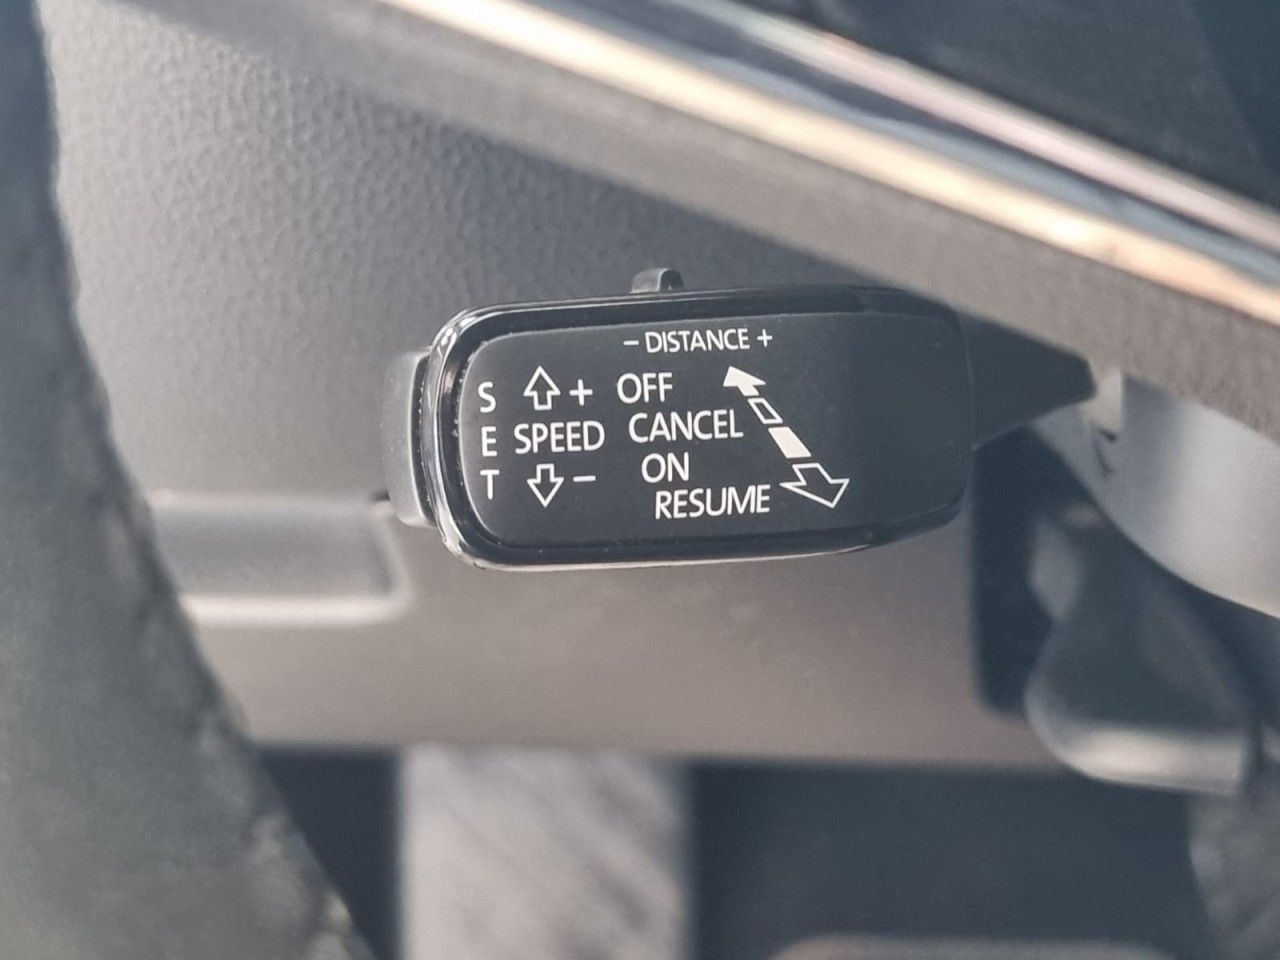 − DISTANCE +
S + OFF
E SPEED CANCEL
T − ON
RESUME